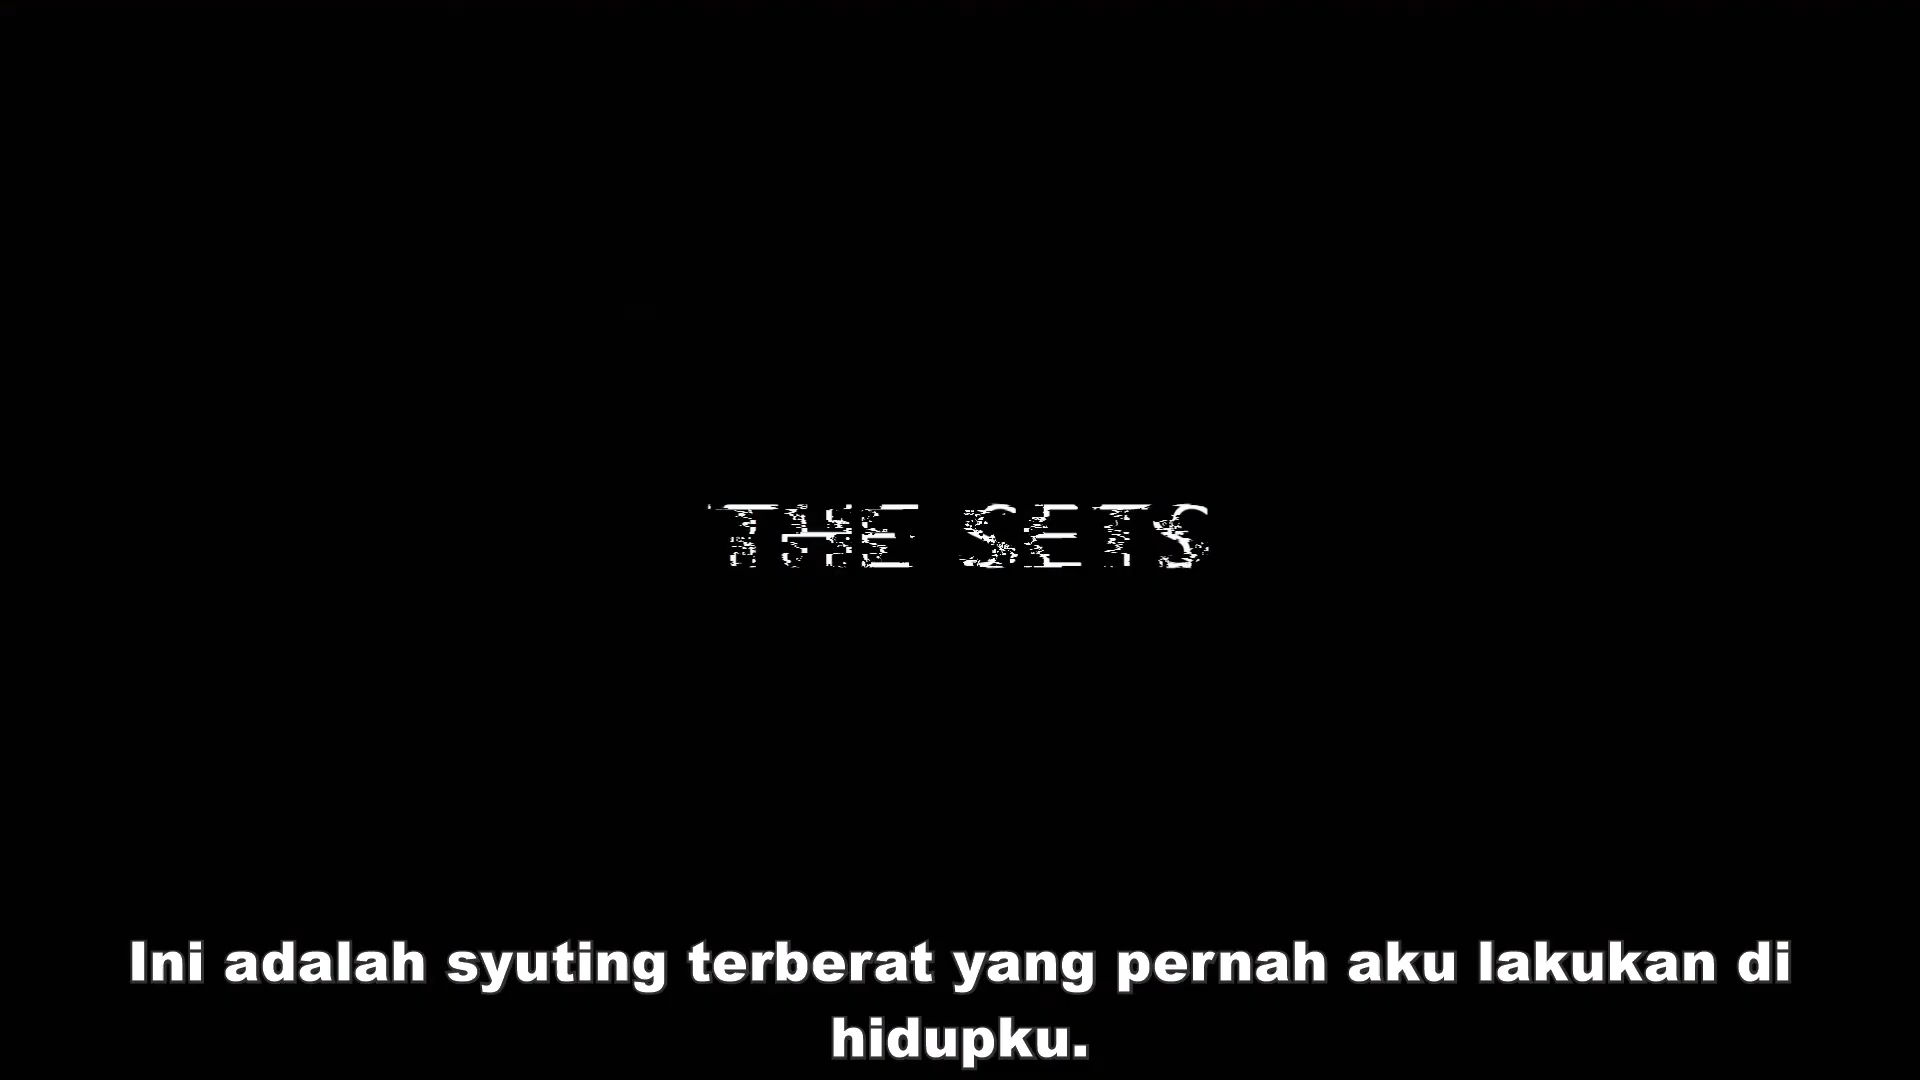 THE SETS
Ini adalah syuting terberat yang pernah aku lakukan di
hidupku.